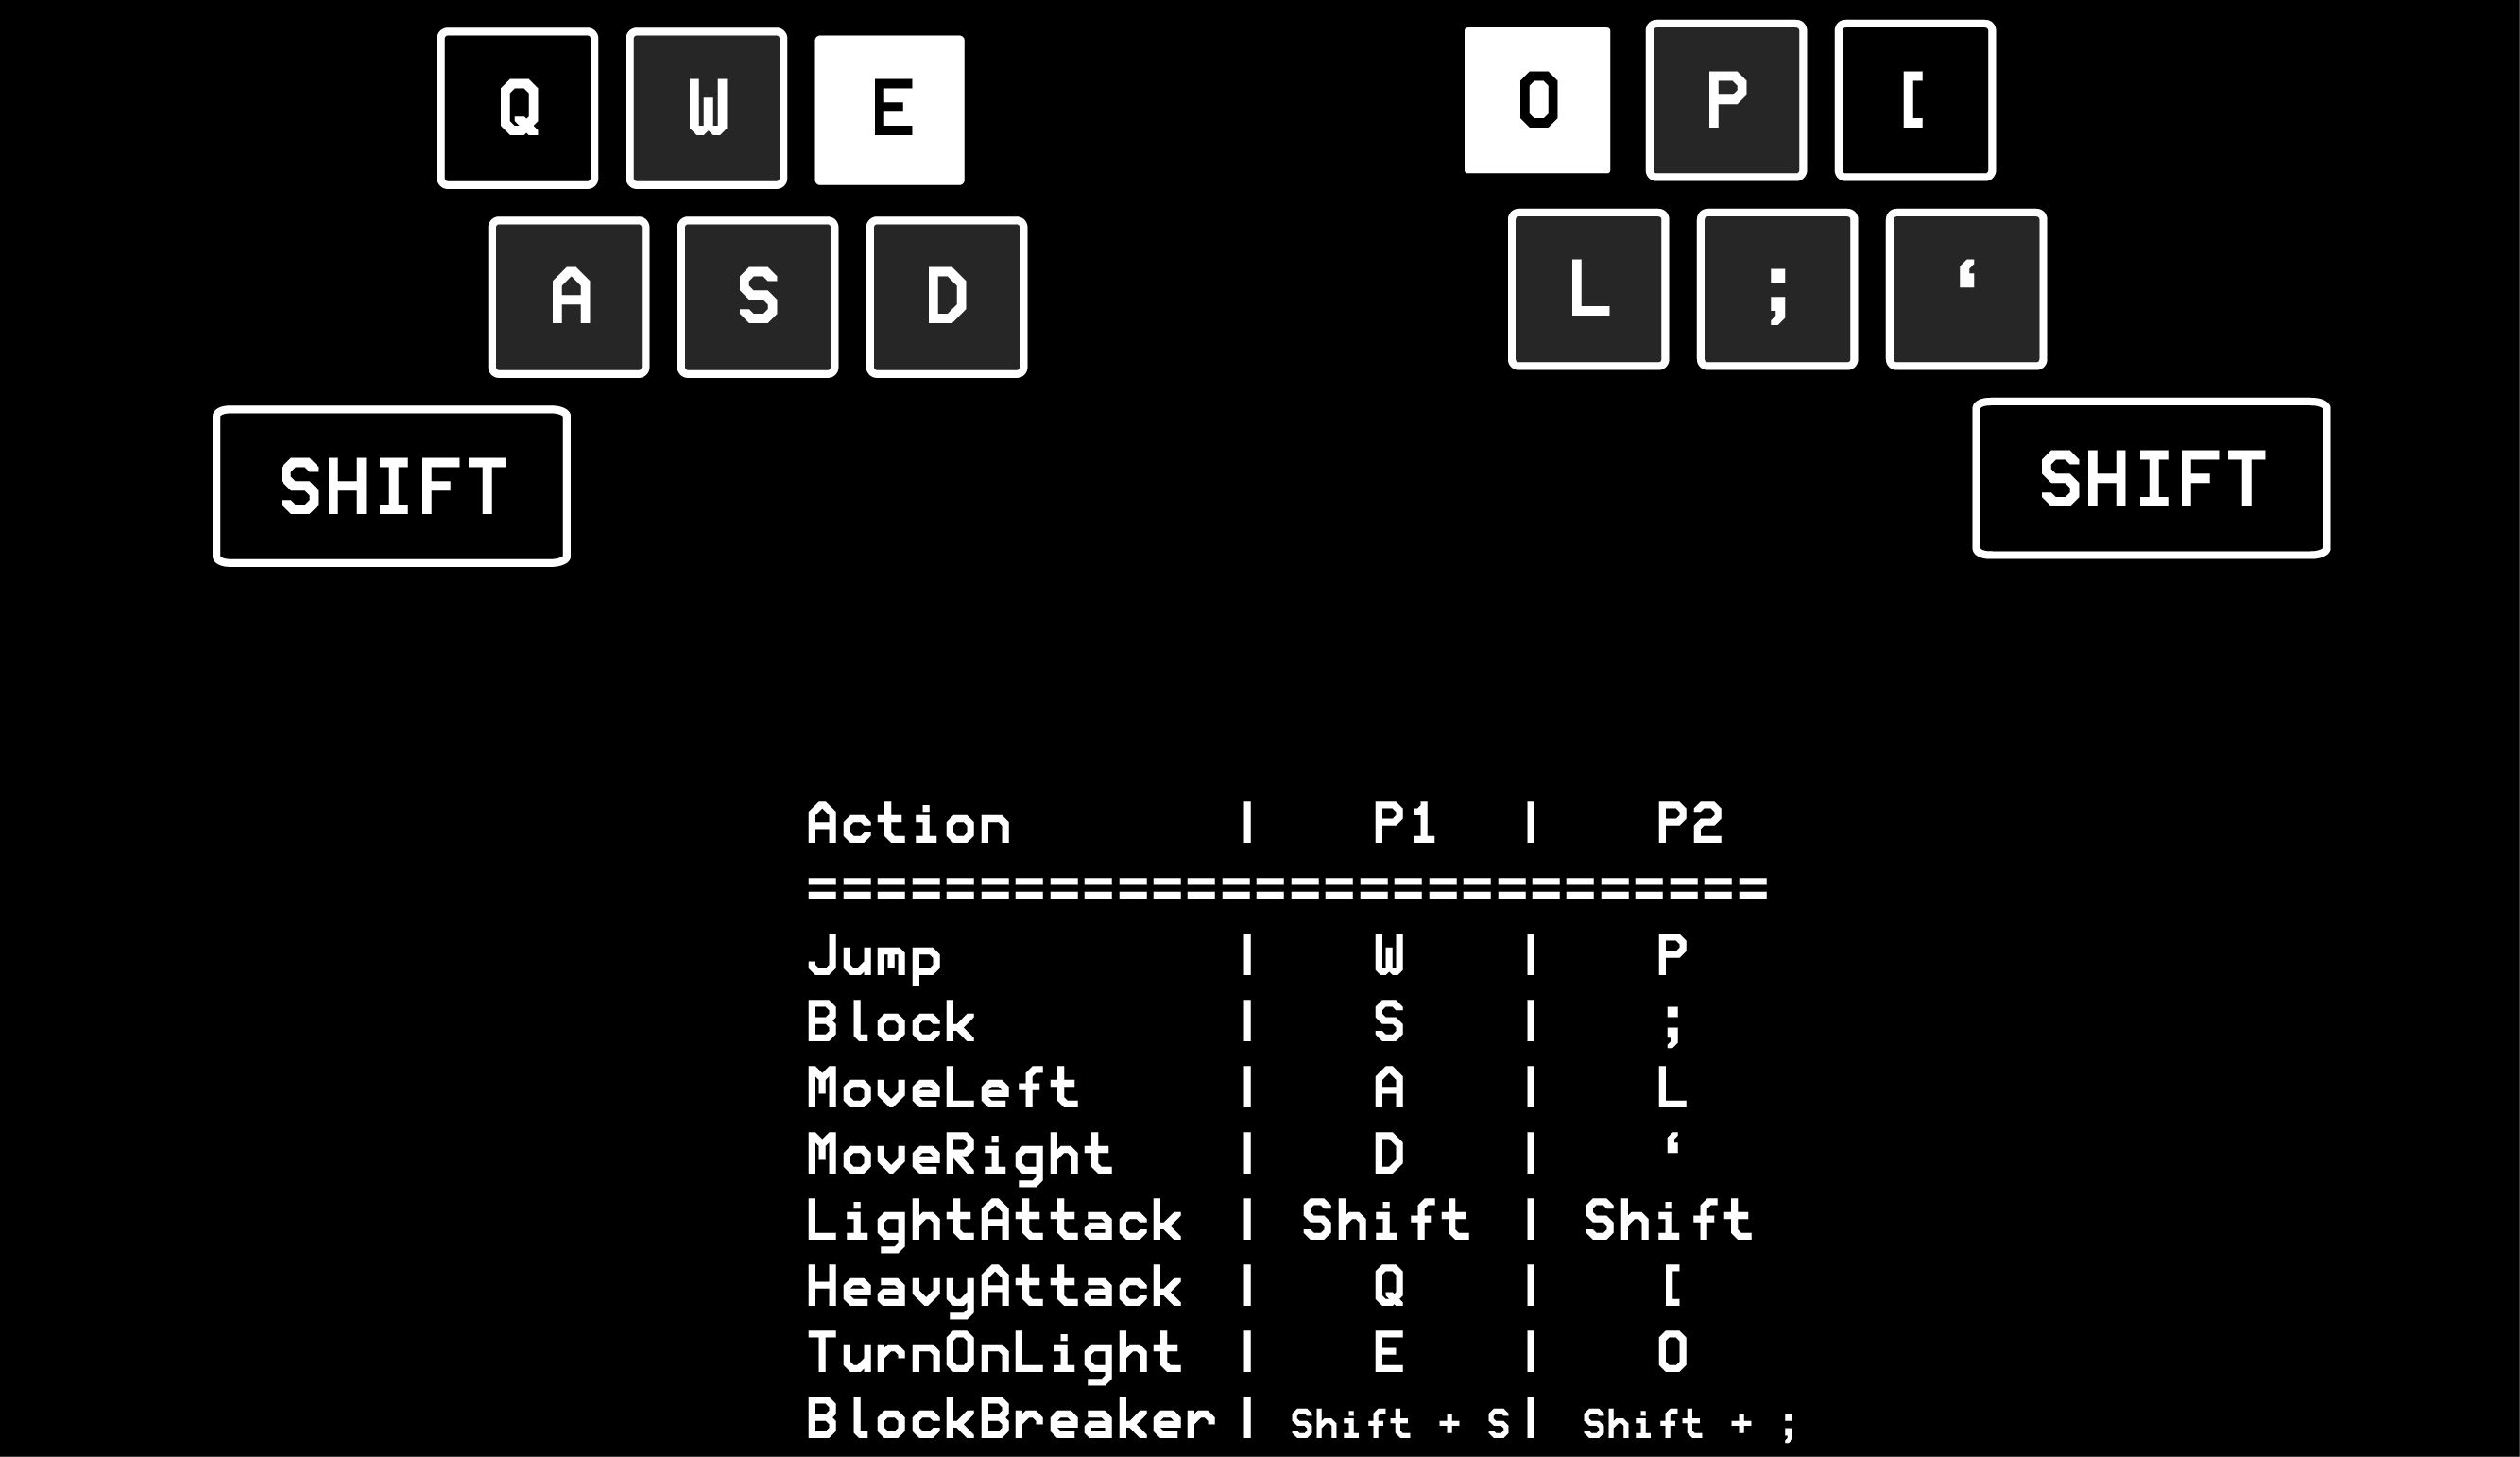 Q W E O P [
A S D L ; ‘
SHIFT SHIFT
Action | P1 | P2
============================
Jump | W | P
Block | S | ;
MoveLeft | A | L
MoveRight | D | ‘
LightAttack | Shift | Shift
HeavyAttack | Q | [
TurnOnLight | E | O
BlockBreaker | Shift + S | Shift + ;